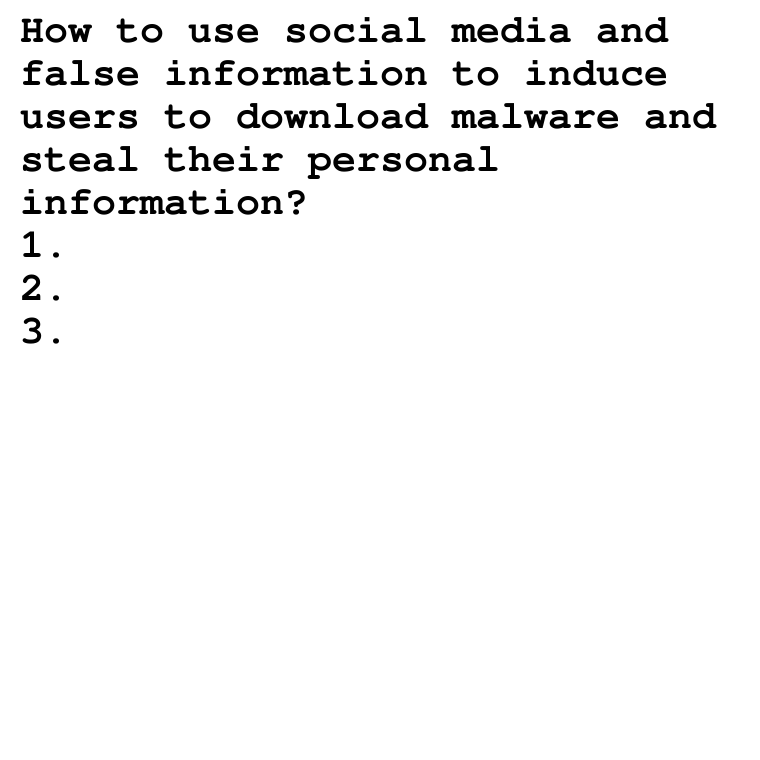 How to use social media and
false information to induce
users to download malware and
steal their personal
information?
1.
2.
3.